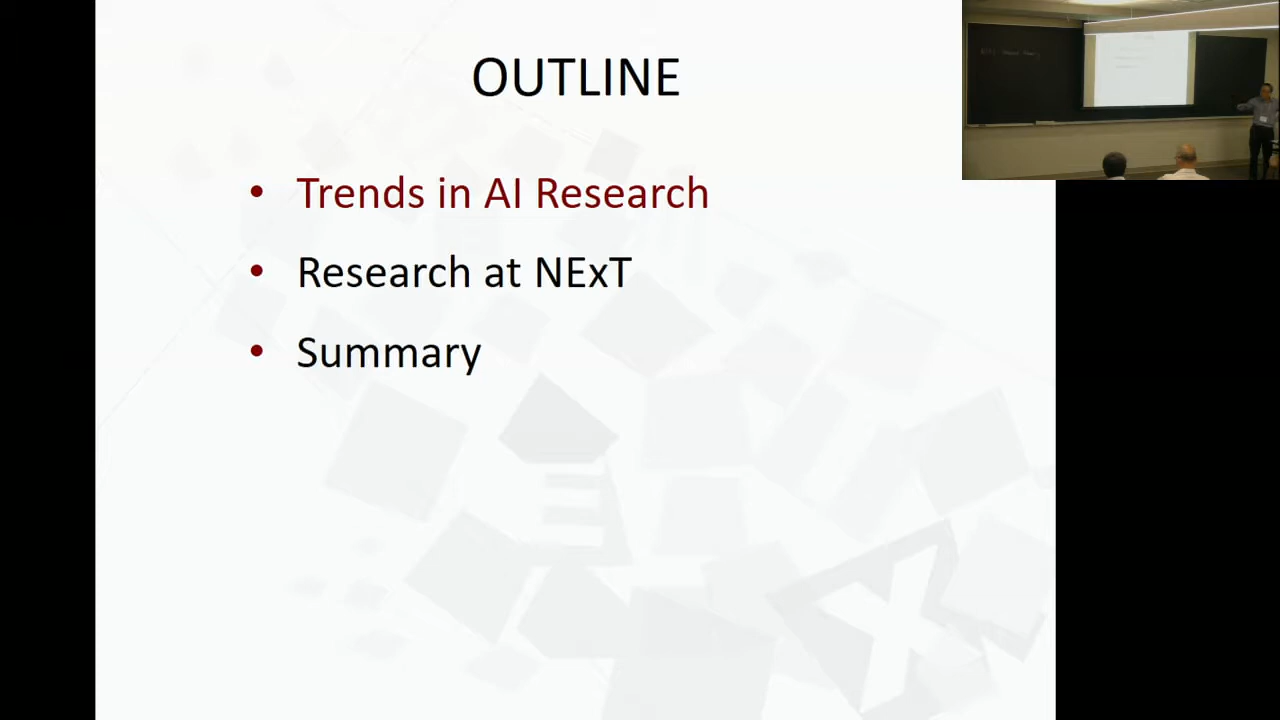 OUTLINE
• Trends in AI Research
• Research at NExT
• Summary